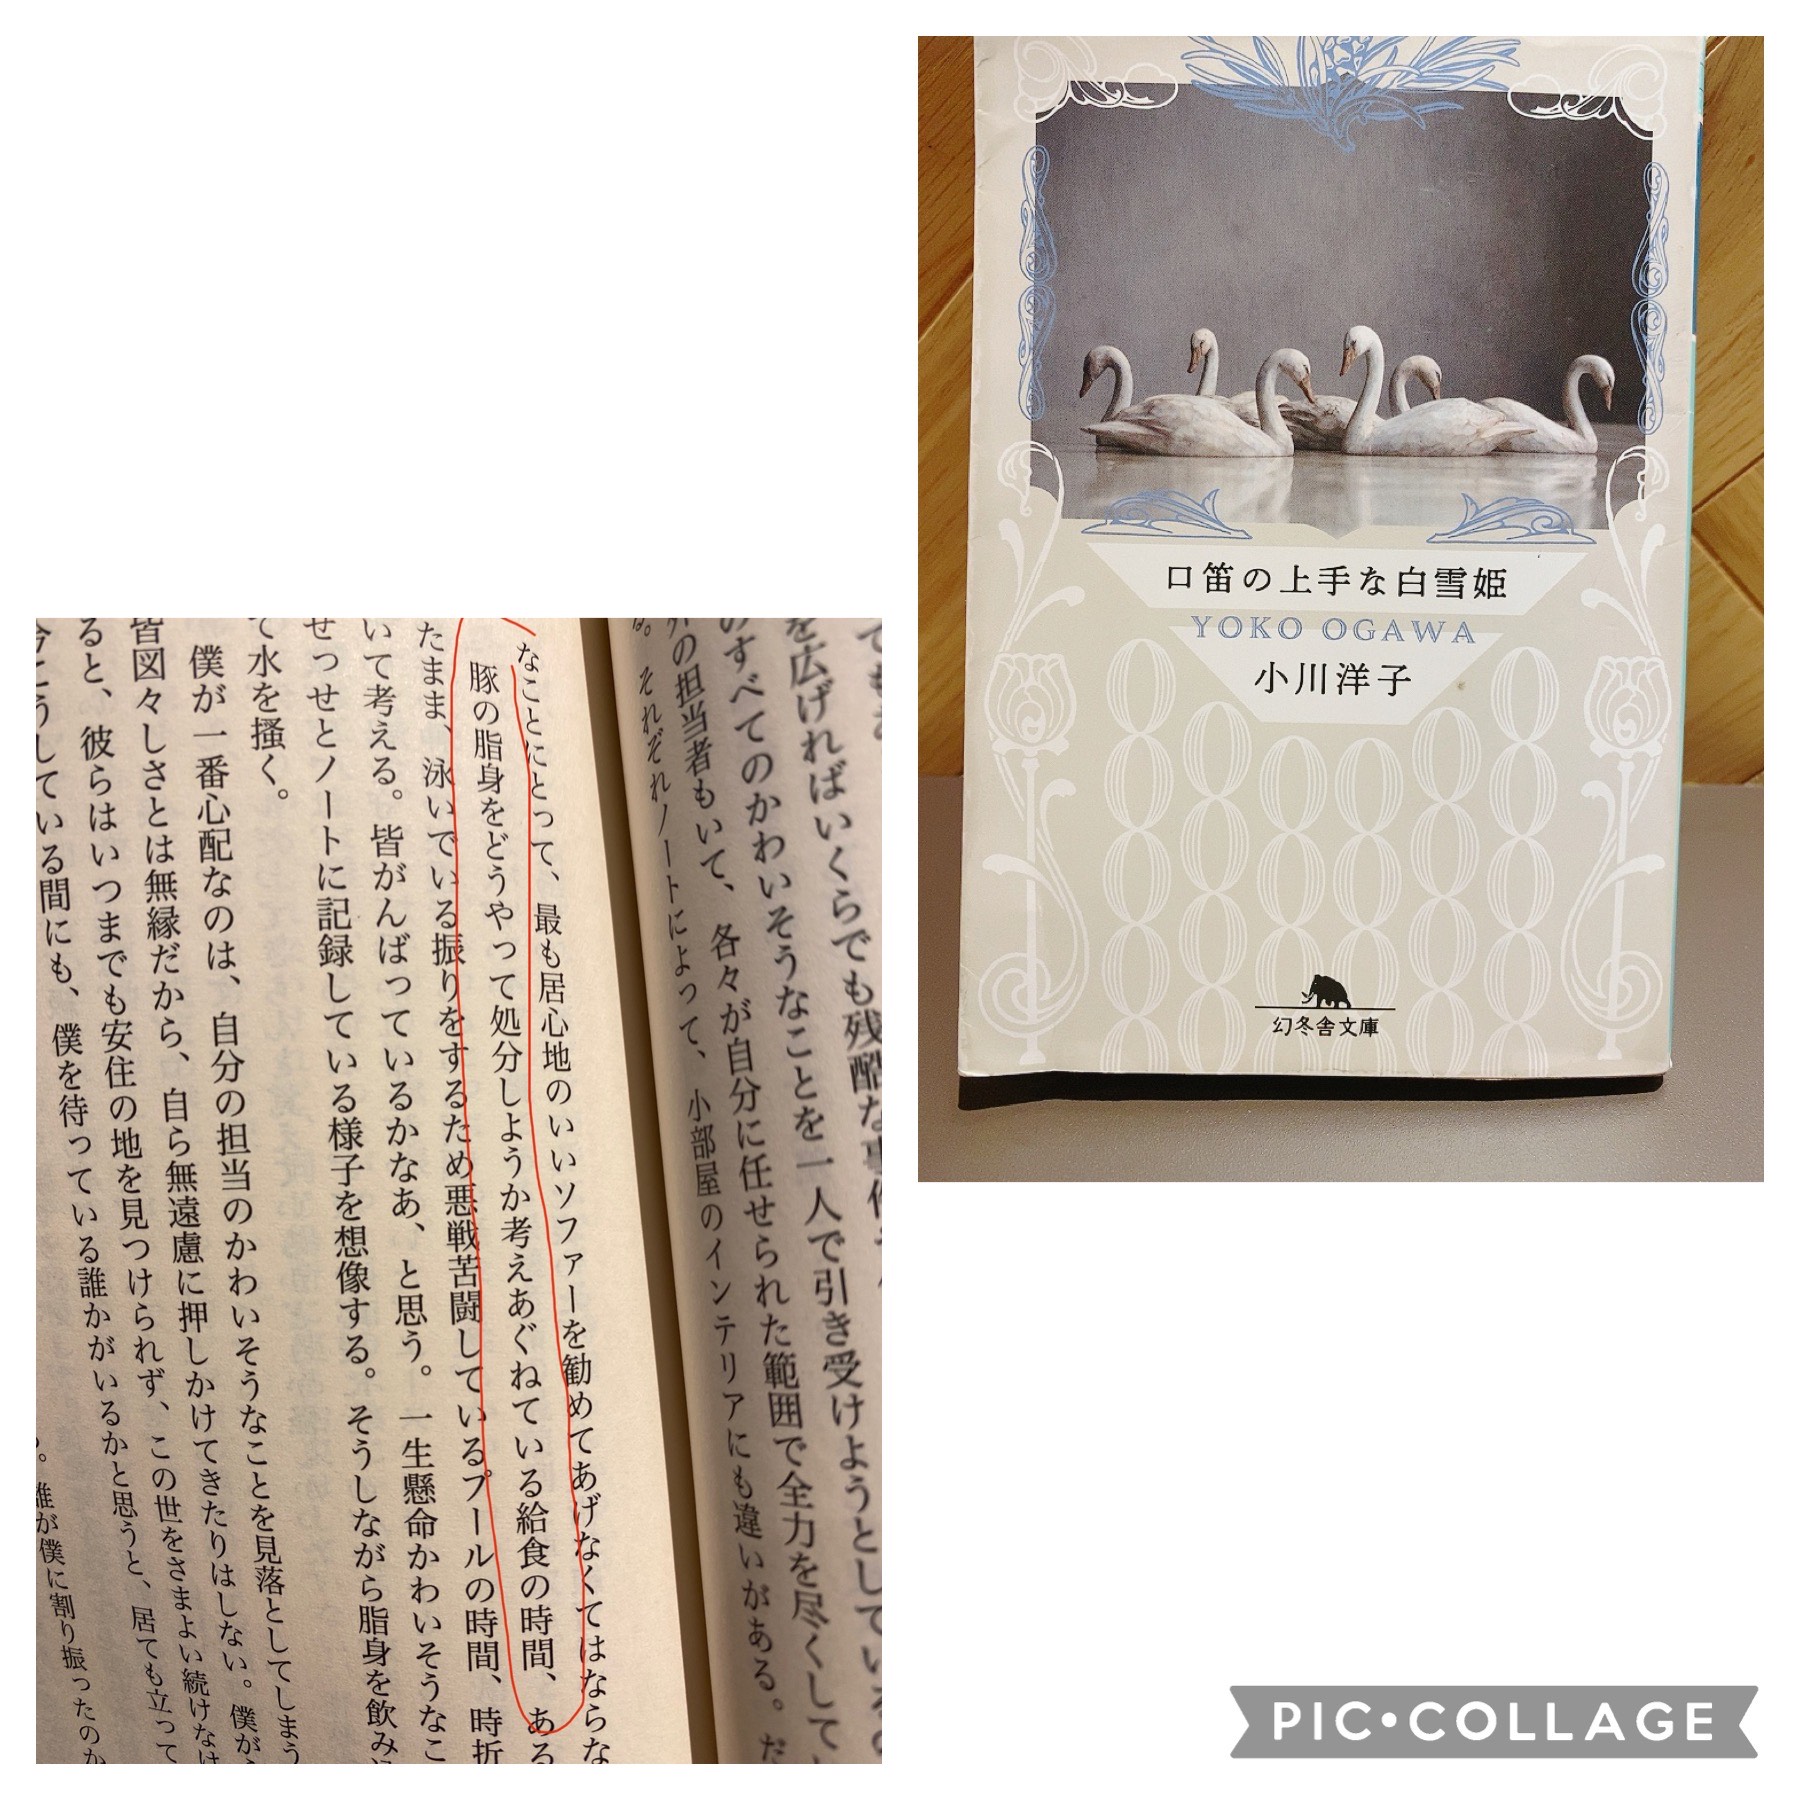 でも
を広げればいくらでも残酷な事件
のすべてのかわいそうなことを一人で引き受けようとしている
外の担当者もいて、各々が自分に任せられた範囲で全力を尽くして
る。それぞれノートによって、小部屋のインテリアにも違いがある。だ
なことにとって、最も居心地のいいソファーを勧めてあげなくてはならな
豚の脂身をどうやって処分しようか考えあぐねている給食の時間、ある
たまま、泳いでいる振りをするため悪戦苦闘しているプールの時間、時折
いて考える。皆がんばっているかなあ、と思う。一生懸命かわいそうなこ
せっせとノートに記録している様子を想像する。そうしながら脂身を飲み
て水を掻く。
僕が一番心配なのは、自分の担当のかわいそうなことを見落としてしまう
皆図々しさとは無縁だから、自ら無遠慮に押しかけてきたりはしない。僕が
ると、彼らはいつまでも安住の地を見つけられず、この世をさまよい続けなけ
今こうしている間にも、僕を待っている誰かがいるかと思うと、居ても立って
誰が僕に割り振ったのか
口笛の上手な白雪姫
YOKO OGAWA
小川洋子
幻冬舎文庫
PIC•COLLAGE